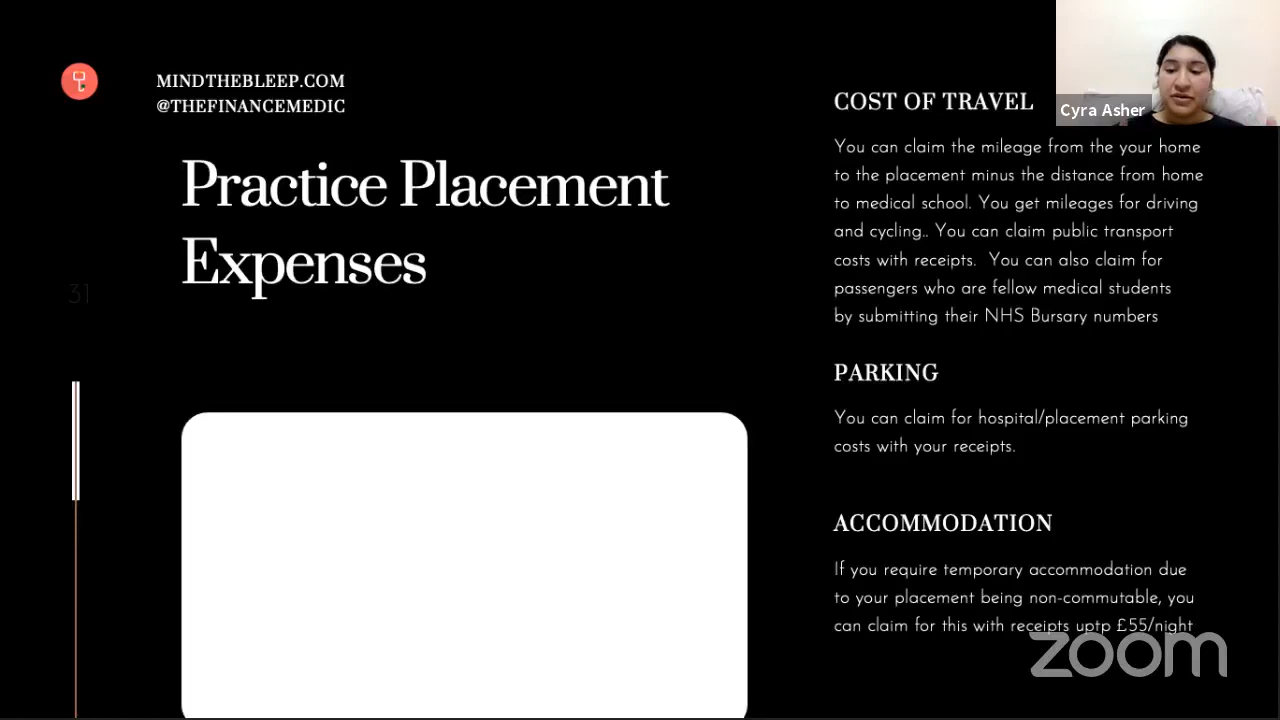 MINDTHEBLEEP.COM
@THEFINANCEMEDIC
Practice Placement
Expenses
31
COST OF TRAVEL
You can claim the mileage from the your home
to the placement minus the distance from home
to medical school. You get mileages for driving
and cycling.. You can claim public transport
costs with receipts. You can also claim for
passengers who are fellow medical students
by submitting their NHS Bursary numbers
PARKING
You can claim for hospital/placement parking
costs with your receipts.
ACCOMMODATION
If you require temporary accommodation due
to your placement being non-commutable, you
can claim for this with receipts uptp £55/night
Cyra Asher
zoom